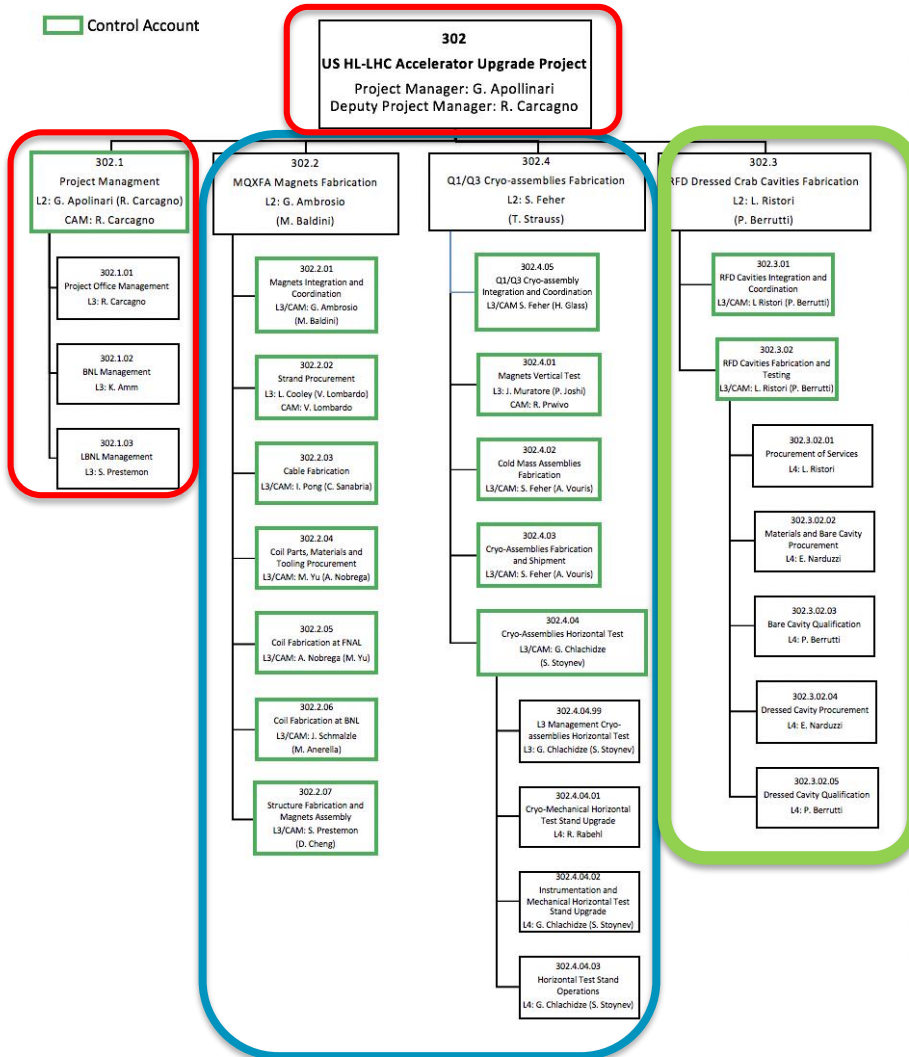 Control Account
302
US HL-LHC Accelerator Upgrade Project
Project Manager: G. Apollinari
Deputy Project Manager: R. Carcagno
302.1
Project Managment
L2: G. Apolinari (R. Carcagno)
CAM: R. Carcagno
302.1.01
Project Office Management
L3: R. Carcagno
302.1.02
BNL Management
L3: K. Amm
302.1.03
LBNL Management
L3: S. Prestemon
302.2
MQXFA Magnets Fabrication
L2: G. Ambrosio
(M. Baldini)
302.2.01
Magnets Integration and
Coordination
L3/CAM: G. Ambrosio
(M. Baldini)
302.2.02
Strand Procurement
L3: L. Cooley (V. Lombardo)
CAM: V. Lombardo
302.2.03
Cable Fabrication
L3/CAM: I. Pong (C. Sanabria)
302.2.04
Coil Parts, Materials and
Tooling Procurement
L3/CAM: M. Yu (A. Nobrega)
302.2.05
Coil Fabrication at FNAL
L3/CAM: A. Nobrega (M. Yu)
302.2.06
Coil Fabrication at BNL
L3/CAM: J. Schmalzle
(M. Anerella)
302.2.07
Structure Fabrication and
Magnets Assembly
L3/CAM: S. Prestemon
(D. Cheng)
302.4
Q1/Q3 Cryo-assemblies Fabrication
L2: S. Feher
(T. Strauss)
302.4.05
Q1/Q3 Cryo-assembly
Integration and Coordination
L3/CAM S. Feher (H. Glass)
302.4.01
Magnets Vertical Test
L3: J. Muratore (P. Joshi)
CAM: R. Prwivo
302.4.02
Cold Mass Assemblies
Fabrication
L3/CAM: S. Feher (A. Vouris)
302.4.03
Cryo-Assemblies Fabrication
and Shipment
L3/CAM: S. Feher (A. Vouris)
302.4.04
Cryo-Assemblies Horizontal Test
L3/CAM: G. Chlachidze
(S. Stoynev)
302.4.04.99
L3 Management Cryo-
assemblies Horizontal Test
L3: G. Chlachidze (S. Stoynev)
302.4.04.01
Cryo-Mechanical Horizontal
Test Stand Upgrade
L4: R. Rabehl
302.4.04.02
Instrumentation and
Mechanical Horizontal Test
Stand Upgrade
L4: G. Chlachidze (S. Stoynev)
302.4.04.03
Horizontal Test Stand
Operations
L4: G. Chlachidze (S. Stoynev)
302.3
RFD Dressed Crab Cavities Fabrication
L2: L. Ristori
(P. Berrutti)
302.3.01
RFD Cavities Integration and
Coordination
L3/CAM: L Ristori (P. Berrutti)
302.3.02
RFD Cavities Fabrication and
Testing
L3/CAM: L. Ristori (P. Berrutti)
302.3.02.01
Procurement of Services
L4: L. Ristori
302.3.02.02
Materials and Bare Cavity
Procurement
L4: E. Narduzzi
302.3.02.03
Bare Cavity Qualification
L4: P. Berrutti
302.3.02.04
Dressed Cavity Procurement
L4: E. Narduzzi
302.3.02.05
Dressed Cavity Qualification
L4: P. Berrutti